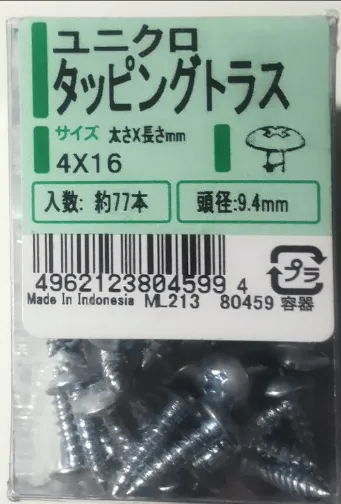 ユニクロ
タッピングトラス
サイズ 太さX長さmm
4X16
入数: 約77本 頭径:9.4mm
4962123804599 4
プラ
Made In Indonesia ML213 80459 容器